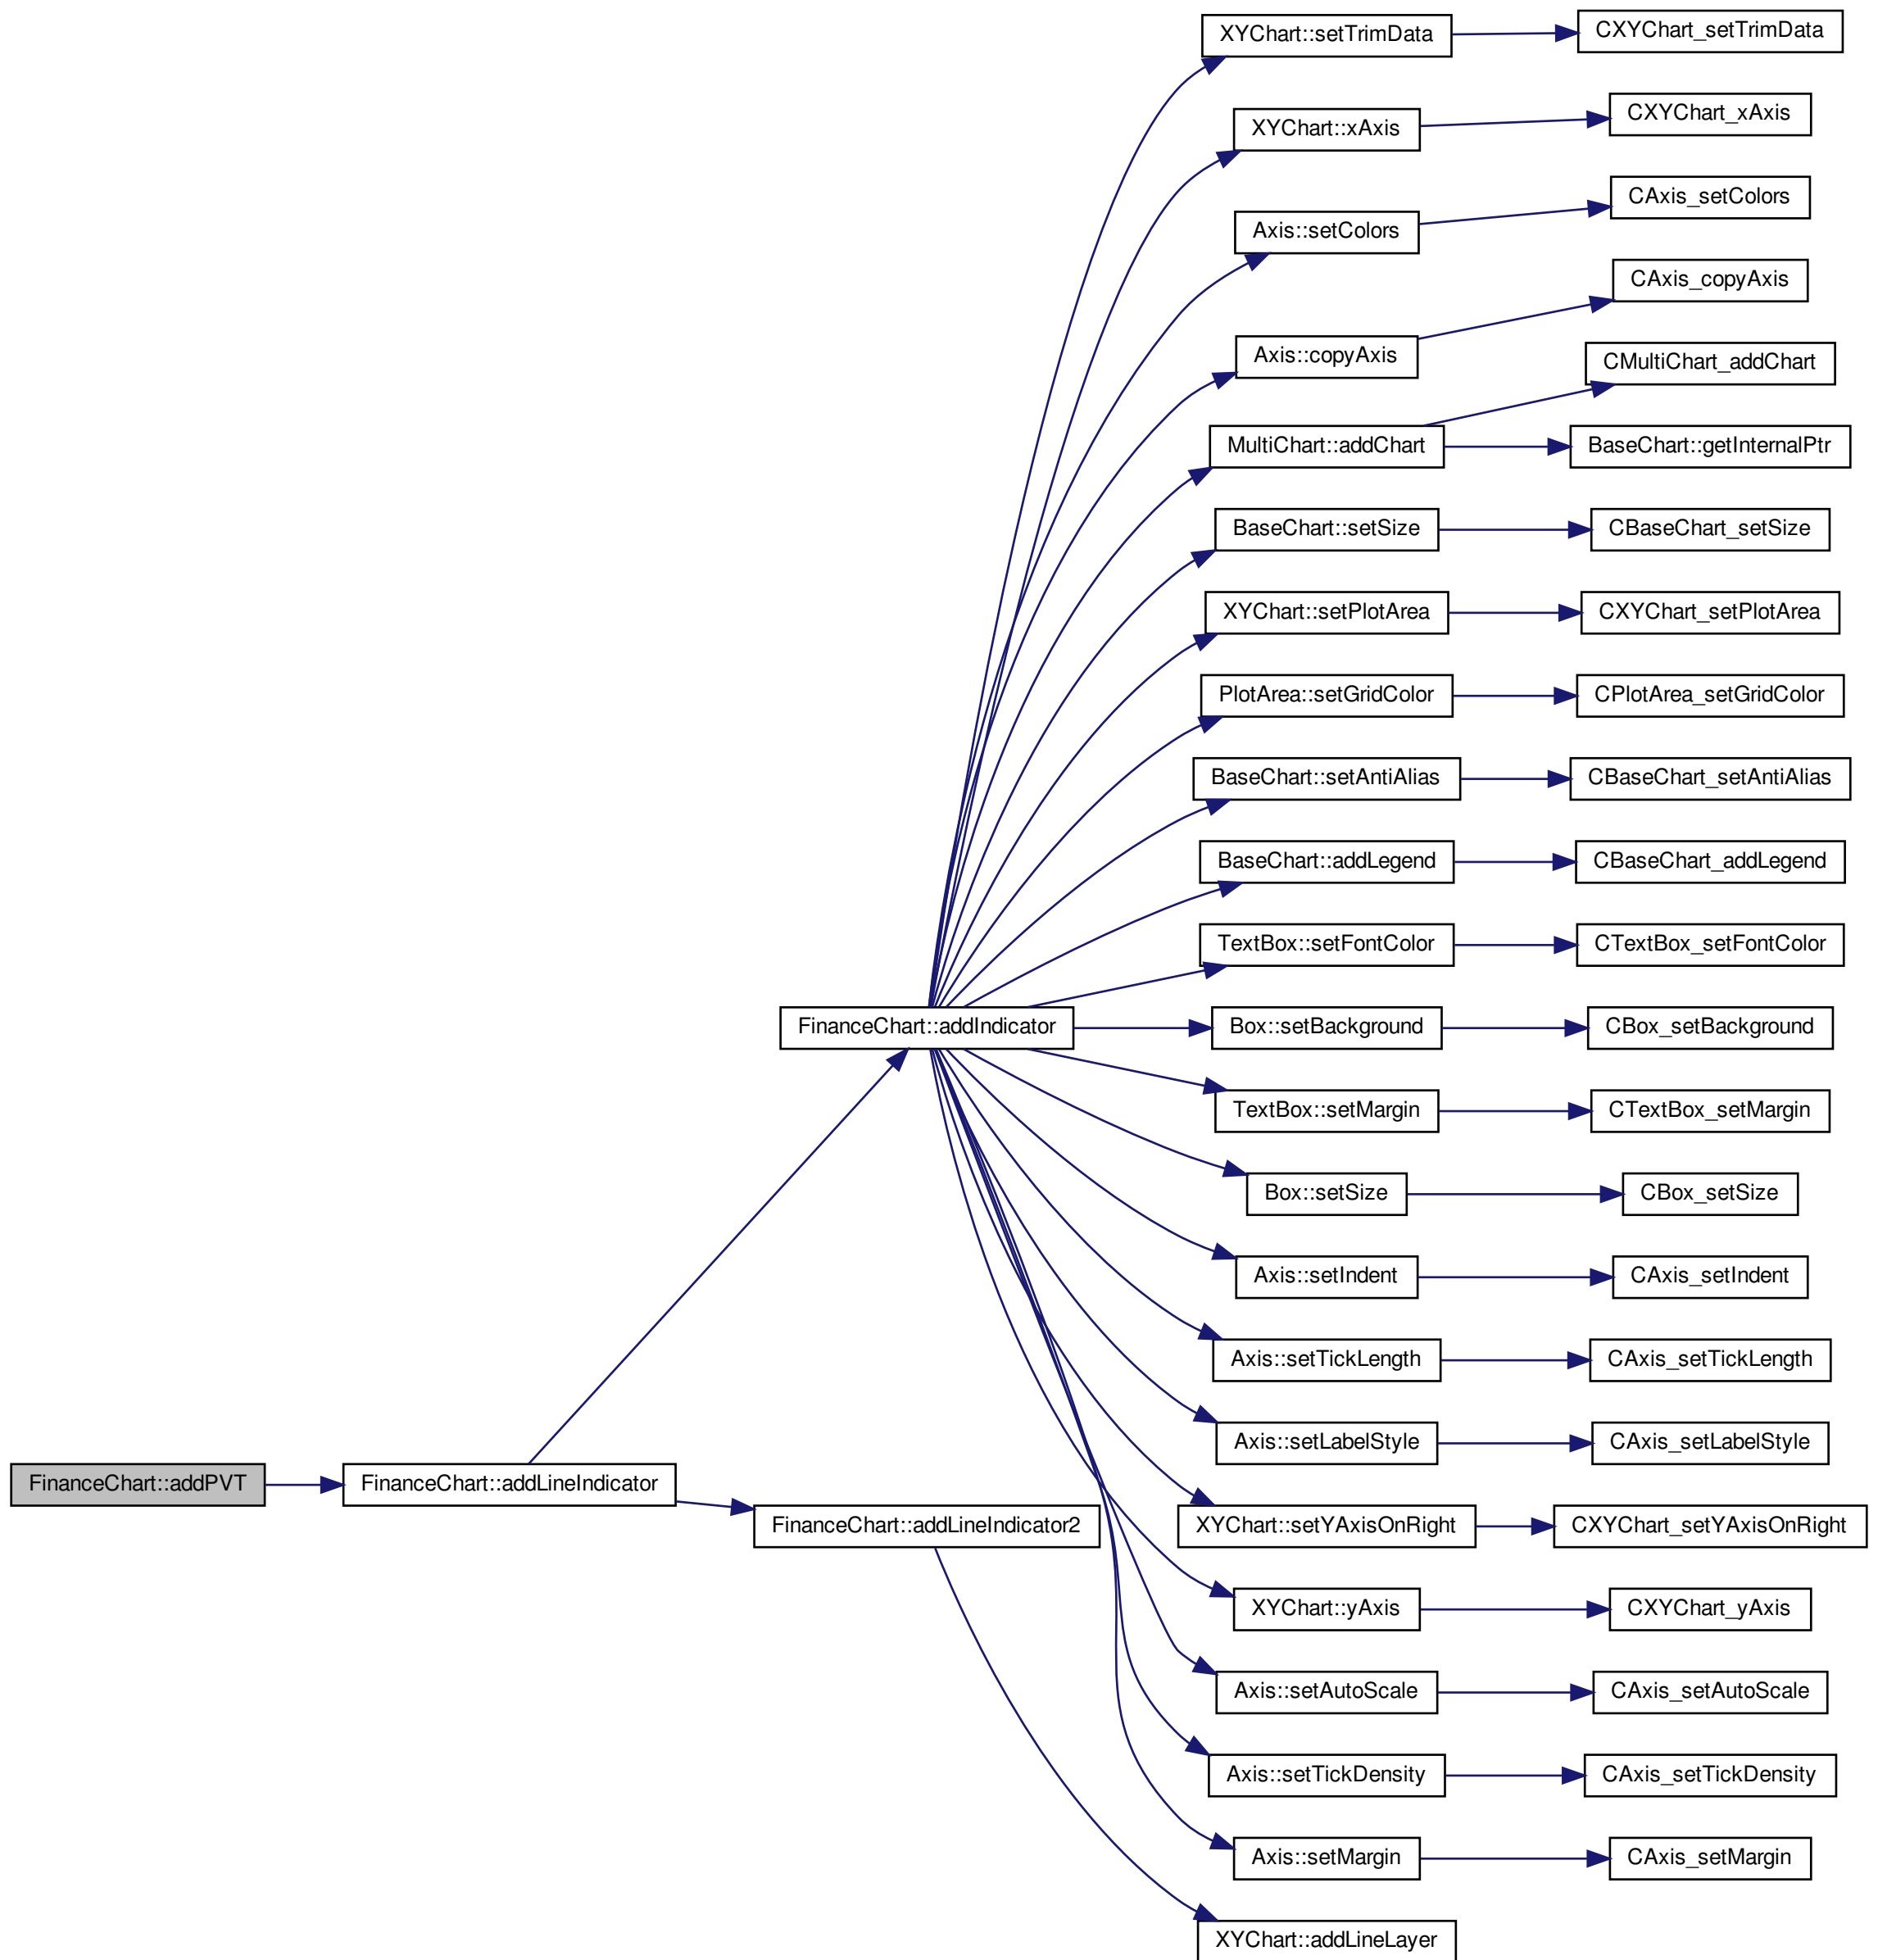 XYChart::setTrimData
CXYChart_setTrimData
XYChart::xAxis
CXYChart_xAxis
Axis::setColors
CAxis_setColors
Axis::copyAxis
CAxis_copyAxis
MultiChart::addChart
CMultiChart_addChart
BaseChart::getInternalPtr
BaseChart::setSize
CBaseChart_setSize
XYChart::setPlotArea
CXYChart_setPlotArea
PlotArea::setGridColor
CPlotArea_setGridColor
BaseChart::setAntiAlias
CBaseChart_setAntiAlias
BaseChart::addLegend
CBaseChart_addLegend
TextBox::setFontColor
CTextBox_setFontColor
FinanceChart::addIndicator
Box::setBackground
CBox_setBackground
TextBox::setMargin
CTextBox_setMargin
Box::setSize
CBox_setSize
Axis::setIndent
CAxis_setIndent
Axis::setTickLength
CAxis_setTickLength
Axis::setLabelStyle
CAxis_setLabelStyle
FinanceChart::addPVT
FinanceChart::addLineIndicator
FinanceChart::addLineIndicator2
XYChart::setYAxisOnRight
CXYChart_setYAxisOnRight
XYChart::yAxis
CXYChart_yAxis
Axis::setAutoScale
CAxis_setAutoScale
Axis::setTickDensity
CAxis_setTickDensity
Axis::setMargin
CAxis_setMargin
XYChart::addLineLayer